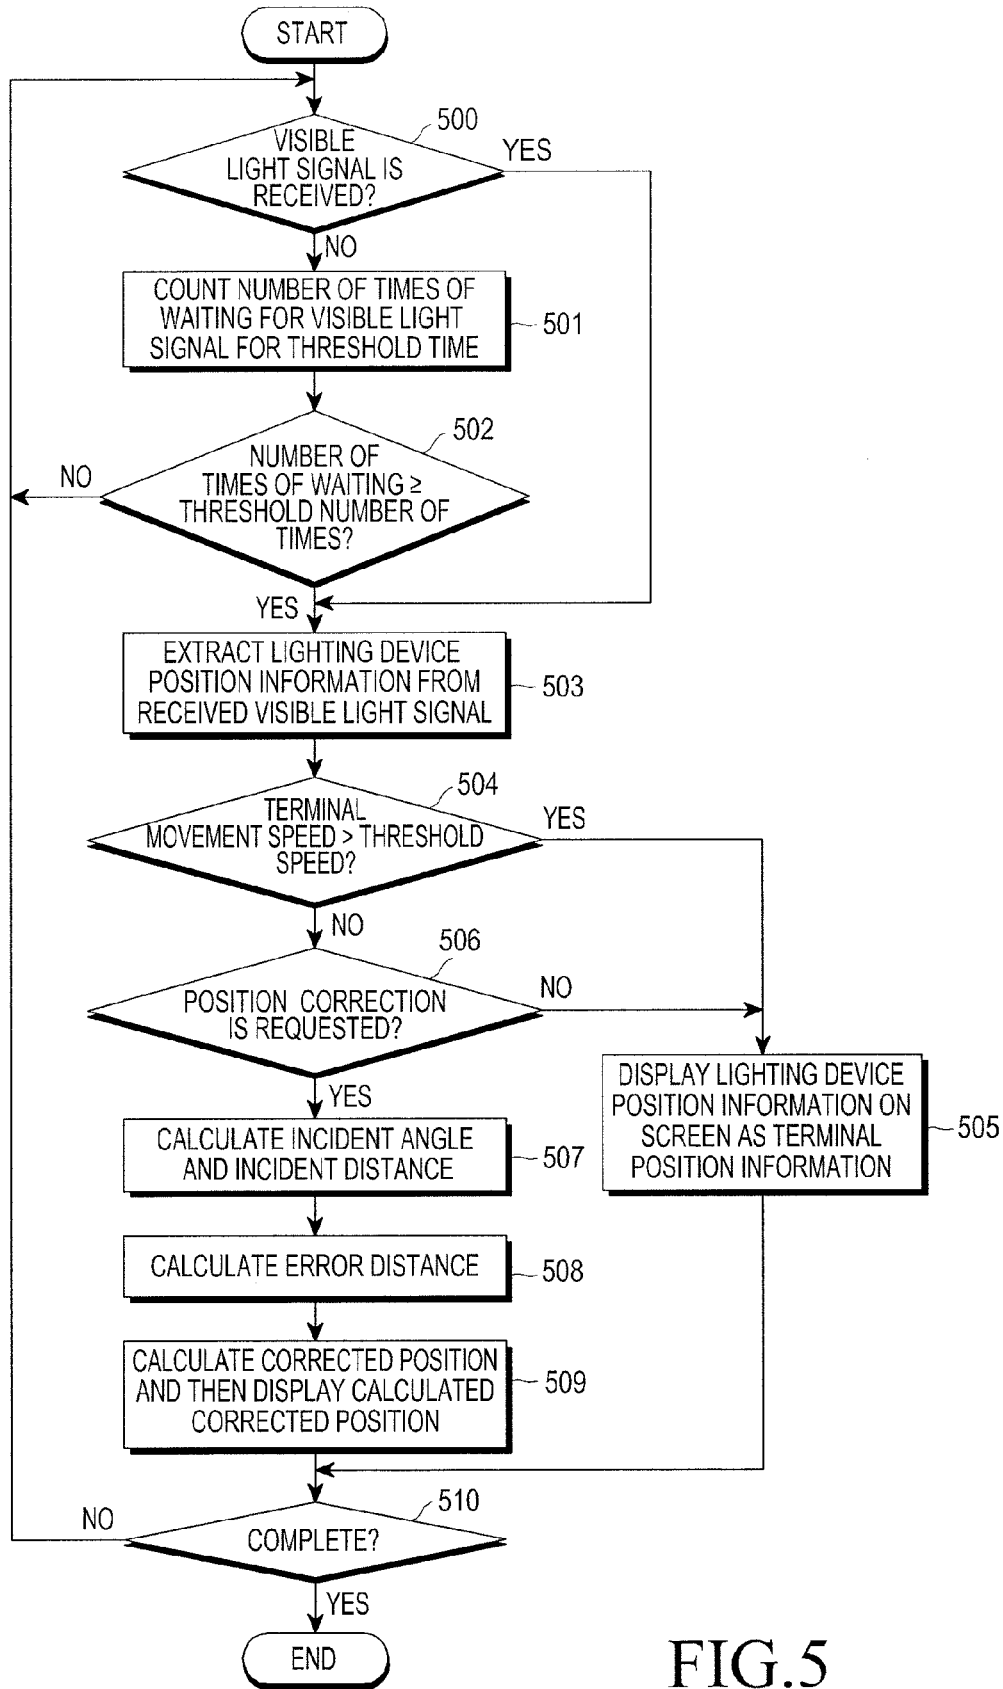 START
500
VISIBLE
LIGHT SIGNAL IS
RECEIVED?
YES
NO
COUNT NUMBER OF TIMES OF
WAITING FOR VISIBLE LIGHT
SIGNAL FOR THRESHOLD TIME
501
502
NUMBER OF
TIMES OF WAITING ≥
THRESHOLD NUMBER OF
TIMES?
NO
YES
EXTRACT LIGHTING DEVICE
POSITION INFORMATION FROM
RECEIVED VISIBLE LIGHT SIGNAL
503
504
TERMINAL
MOVEMENT SPEED > THRESHOLD
SPEED?
YES
NO
506
POSITION CORRECTION
IS REQUESTED?
NO
YES
DISPLAY LIGHTING DEVICE
POSITION INFORMATION ON
SCREEN AS TERMINAL
POSITION INFORMATION
505
CALCULATE INCIDENT ANGLE
AND INCIDENT DISTANCE
507
CALCULATE ERROR DISTANCE
508
CALCULATE CORRECTED POSITION
AND THEN DISPLAY CALCULATED
CORRECTED POSITION
509
510
COMPLETE?
NO
YES
END
FIG.5